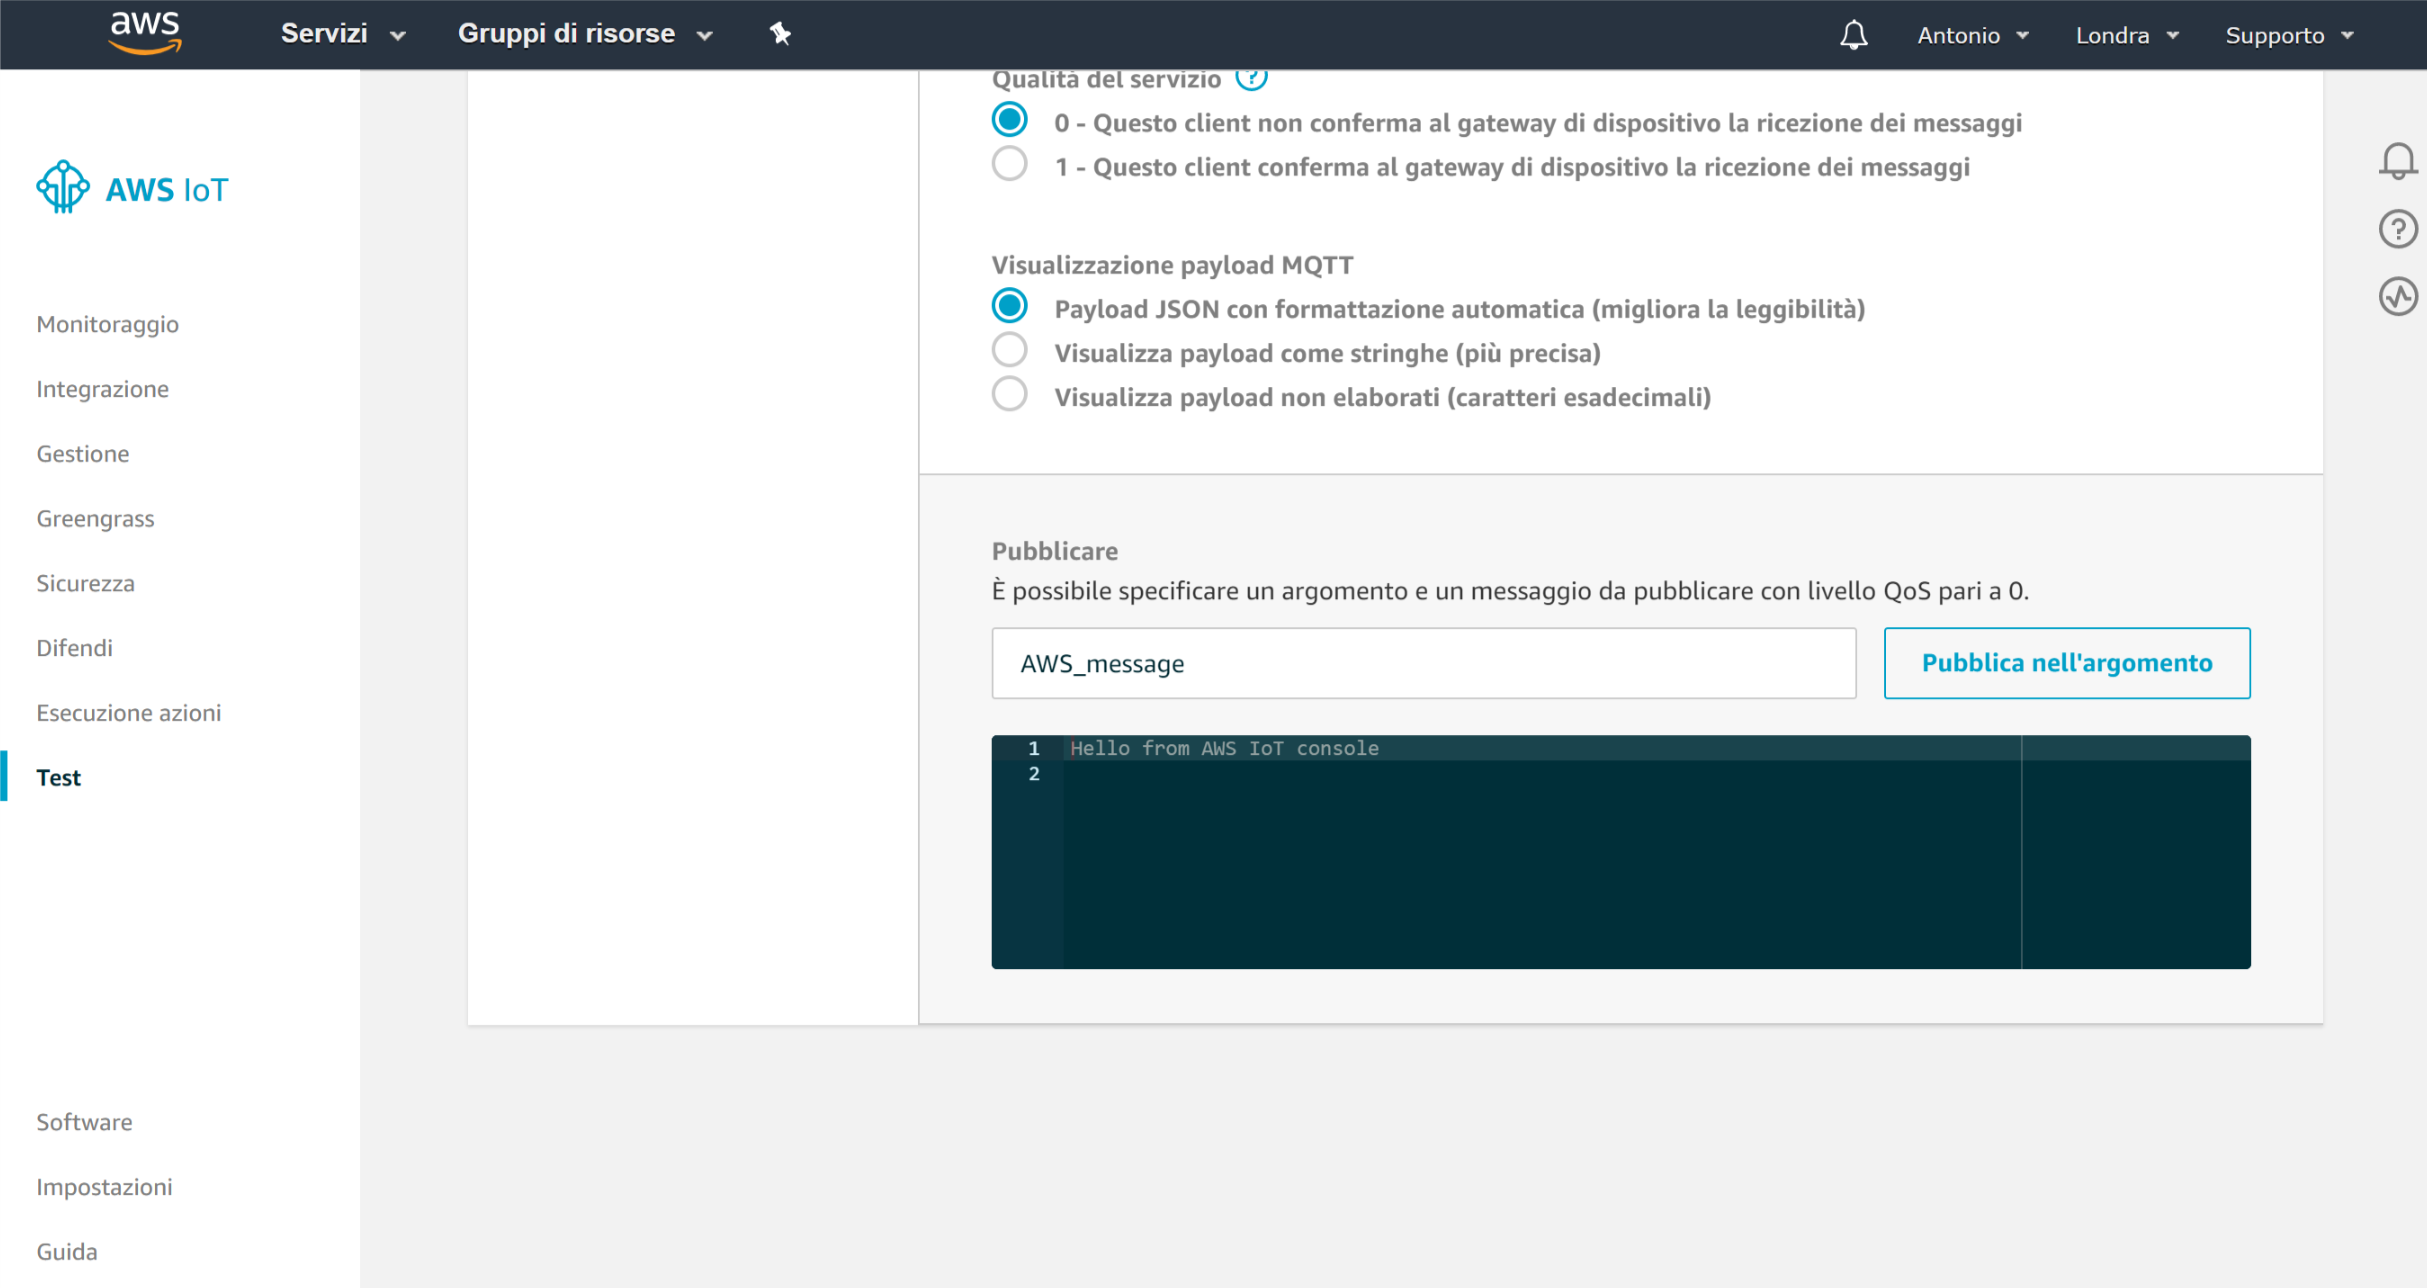 aws Servizi Gruppi di risorse Antonio Londra Supporto
AWS IoT
Monitoraggio
Integrazione
Gestione
Greengrass
Sicurezza
Difendi
Esecuzione azioni
Test
Software
Impostazioni
Guida
Qualità del servizio ?
0 - Questo client non conferma al gateway di dispositivo la ricezione dei messaggi
1 - Questo client conferma al gateway di dispositivo la ricezione dei messaggi
Visualizzazione payload MQTT
Payload JSON con formattazione automatica (migliora la leggibilità)
Visualizza payload come stringhe (più precisa)
Visualizza payload non elaborati (caratteri esadecimali)
Pubblicare
È possibile specificare un argomento e un messaggio da pubblicare con livello QoS pari a 0.
AWS_message Pubblica nell'argomento
1 Hello from AWS IoT console
2
?